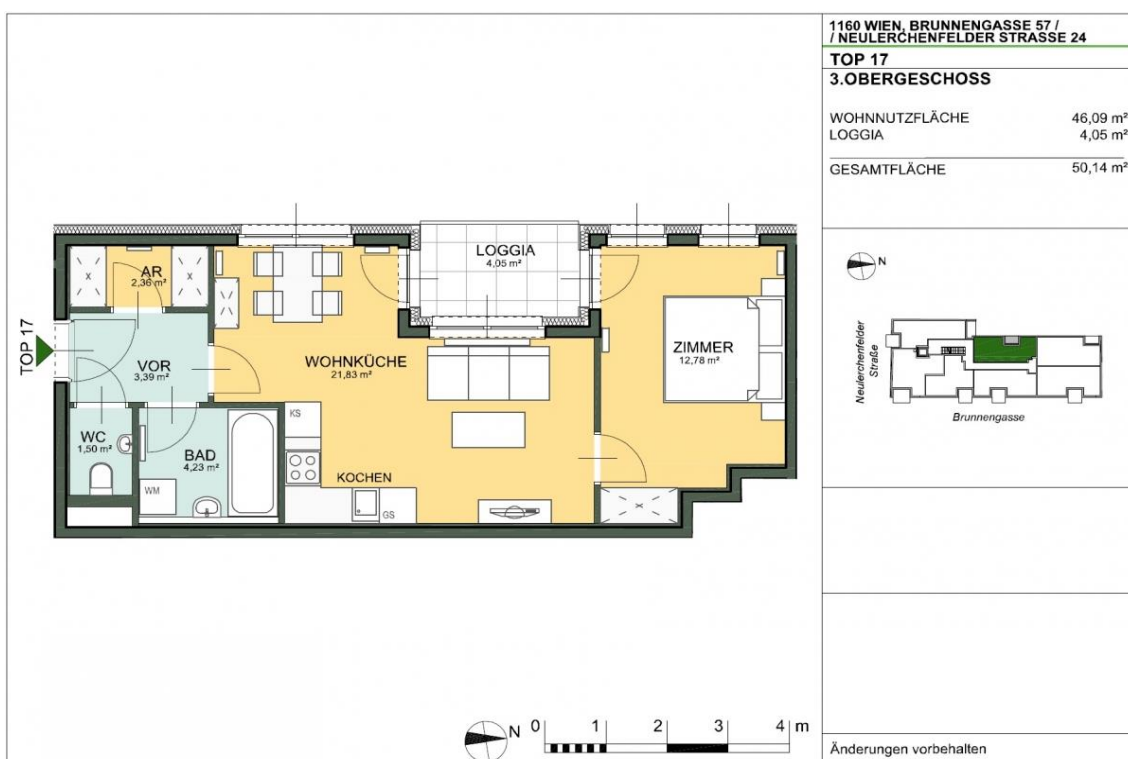 1160 WIEN, BRUNNENGASSE 57 /
/ NEULERCHENFELDER STRASSE 24
TOP 17
3.OBERGESCHOSS
WOHNNUTZFLÄCHE 46,09 m²
LOGGIA 4,05 m²
GESAMTFLÄCHE 50,14 m²
N
Neulerchenfelder
Straße
Brunnengasse
Änderungen vorbehalten
TOP 17
AR
2,36 m²
X
X
X
LOGGIA
4,05 m²
VOR
3,39 m²
WOHNKÜCHE
21,83 m²
ZIMMER
12,78 m²
WC
1,50 m²
BAD
4,23 m²
WM
KS
KOCHEN
GS
X
N
0 1 2 3 4 m